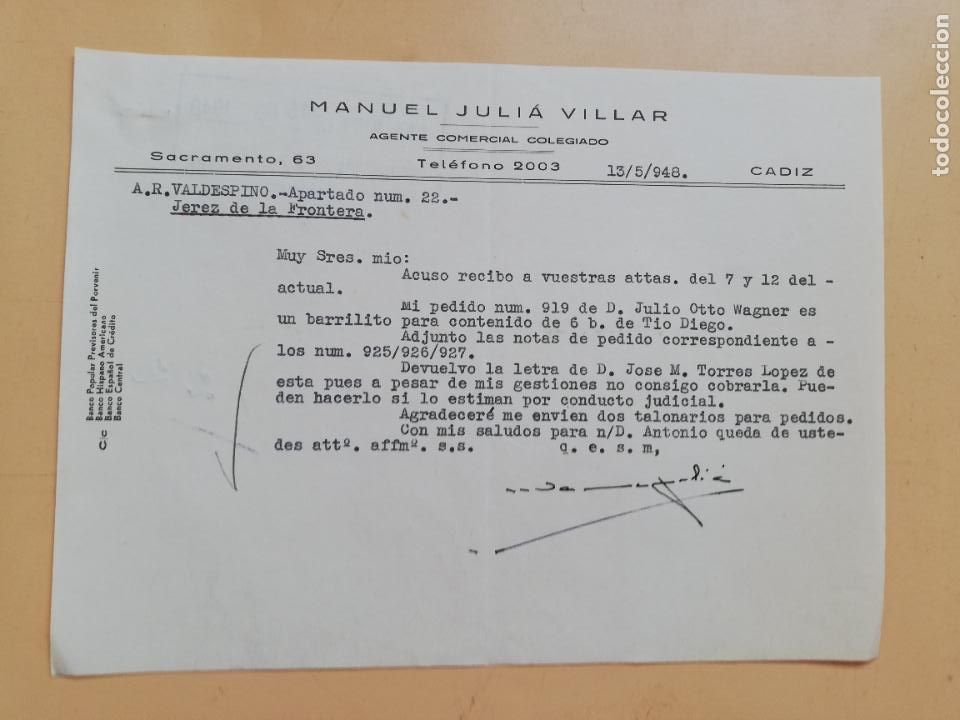 MANUEL JULIÁ VILLAR
AGENTE COMERCIAL COLEGIADO
Sacramento, 63 Teléfono 2003 13/5/948. CADIZ
A.R.VALDESPINO.-Apartado num. 22.-
Jerez de la Frontera.
Muy Sres. mio:
Acuso recibo a vuestras attas. del 7 y 12 del -
actual.
Mi pedido num. 919 de D. Julio Otto Wagner es
un barrilito para contenido de 6 b. de Tio Diego.
Adjunto las notas de pedido correspondiente a -
los num. 925/926/927.
Devuelvo la letra de D. Jose M. Torres Lopez de
esta pues a pesar de mis gestiones no consigo cobrarla. Pue-
den hacerlo si lo estiman por conducto judicial.
Agradeceré me envien dos talonarios para pedidos.
Con mis saludos para n/D. Antonio queda de uste-
des attº. affmº. s.s. q. e. s. m,
C/c
Banco Popular Previsores del Porvenir
Banco Hispano Americano
Banco Español de Crédito
Banco Central
todocoleccion